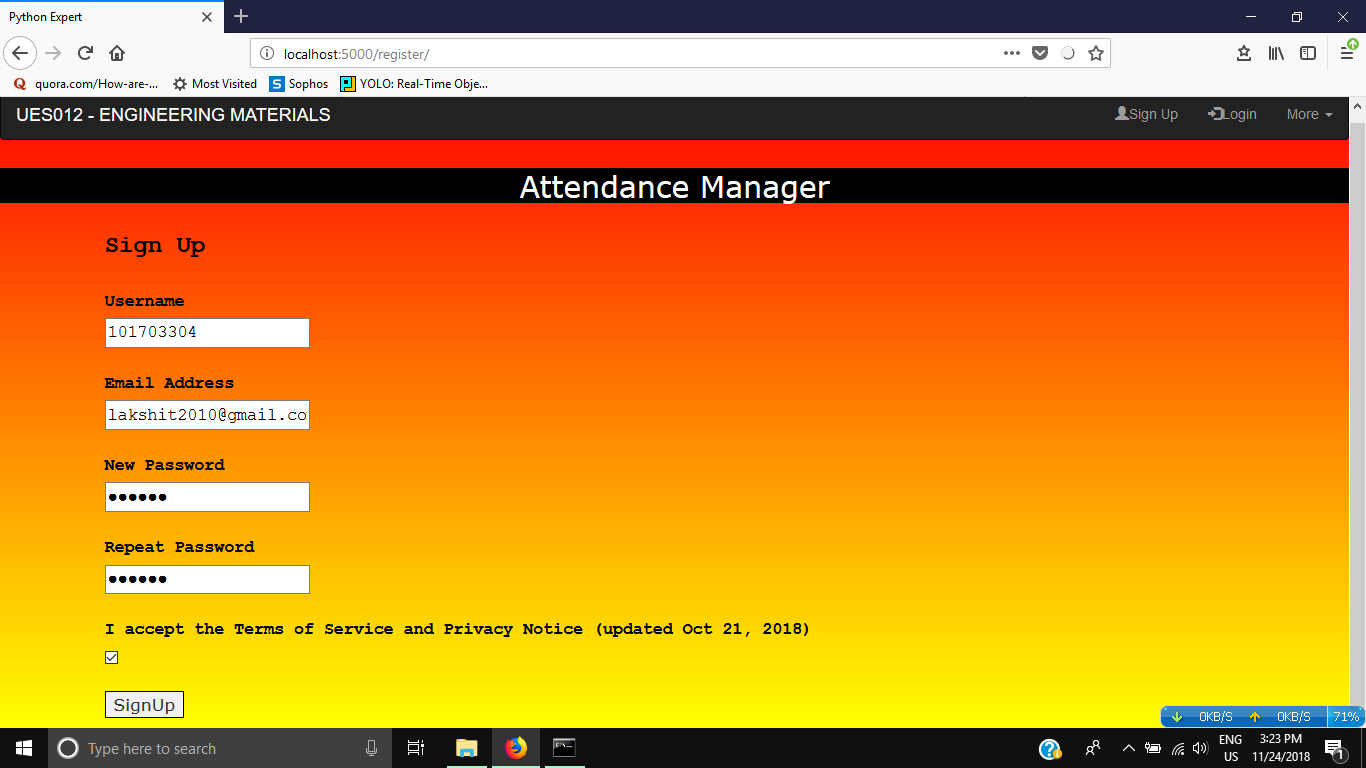 Python Expert
localhost:5000/register/
quora.com/How-are-... Most Visited Sophos YOLO: Real-Time Obje...
UES012 - ENGINEERING MATERIALS Sign Up Login More
Attendance Manager
Sign Up
Username
101703304
Email Address
lakshit2010@gmail.co
New Password
●●●●●●
Repeat Password
●●●●●●
I accept the Terms of Service and Privacy Notice (updated Oct 21, 2018)
SignUp
0KB/S 0KB/S 71%
Type here to search
ENG
US
3:23 PM
11/24/2018
1